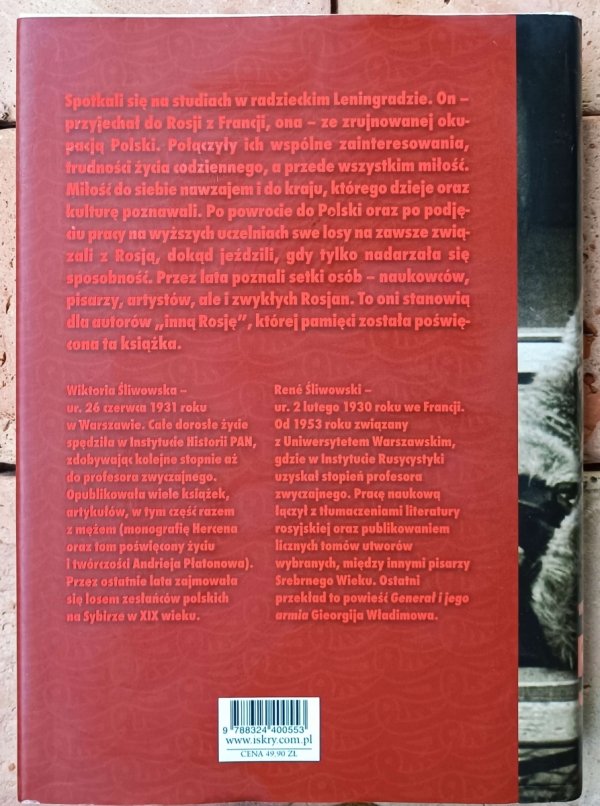 Spotkali się na studiach w radzieckim Leningradzie. On –
przyjechał do Rosji z Francji, ona – ze zrujnowanej oku-
pacją Polski. Połączyły ich wspólne zainteresowania,
trudności życia codziennego, a przede wszystkim miłość.
Miłość do siebie nawzajem i do kraju, którego dzieje oraz
kulturę poznawali. Po powrocie do Polski oraz po podję-
ciu pracy na wyższych uczelniach swe losy na zawsze zwią-
zali z Rosją, dokąd jeździli, gdy tylko nadarzała się
sposobność. Przez lata poznali setki osób – naukowców,
pisarzy, artystów, ale i zwykłych Rosjan. To oni stanowią
dla autorów „inną Rosję”, której pamięci została poświę-
cona ta książka.
Wiktoria Śliwowska –
ur. 26 czerwca 1931 roku
w Warszawie. Całe dorosłe życie
spędziła w Instytucie Historii PAN,
zdobywając kolejne stopnie aż
do profesora zwyczajnego.
Opublikowała wiele książek,
artykułów, w tym część razem
z mężem (monografię Hercena
oraz tom poświęcony życiu
i twórczości Andrieja Płatonowa).
Przez ostatnie lata zajmowała
się losem zesłańców polskich
na Sybirze w XIX wieku.
René Śliwowski –
ur. 2 lutego 1930 roku we Francji.
Od 1953 roku związany
z Uniwersytetem Warszawskim,
gdzie w Instytucie Rusycystyki
uzyskał stopień profesora
zwyczajnego. Pracę naukową
łączył z tłumaczeniami literatury
rosyjskiej oraz publikowaniem
licznych tomów utworów
wybranych, między innymi pisarzy
Srebrnego Wieku. Ostatni
przekład to powieść Generał i jego
armia Gieorgija Władimowa.
9 788324 400553
www.iskry.com.pl
CENA 49,90 ZŁ